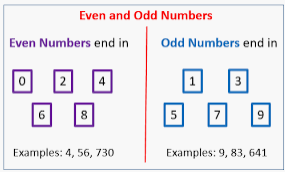 Even and Odd Numbers
Even Numbers end in
0 2 4
6 8
Examples: 4, 56, 730
Odd Numbers end in
1 3
5 7 9
Examples: 9, 83, 641